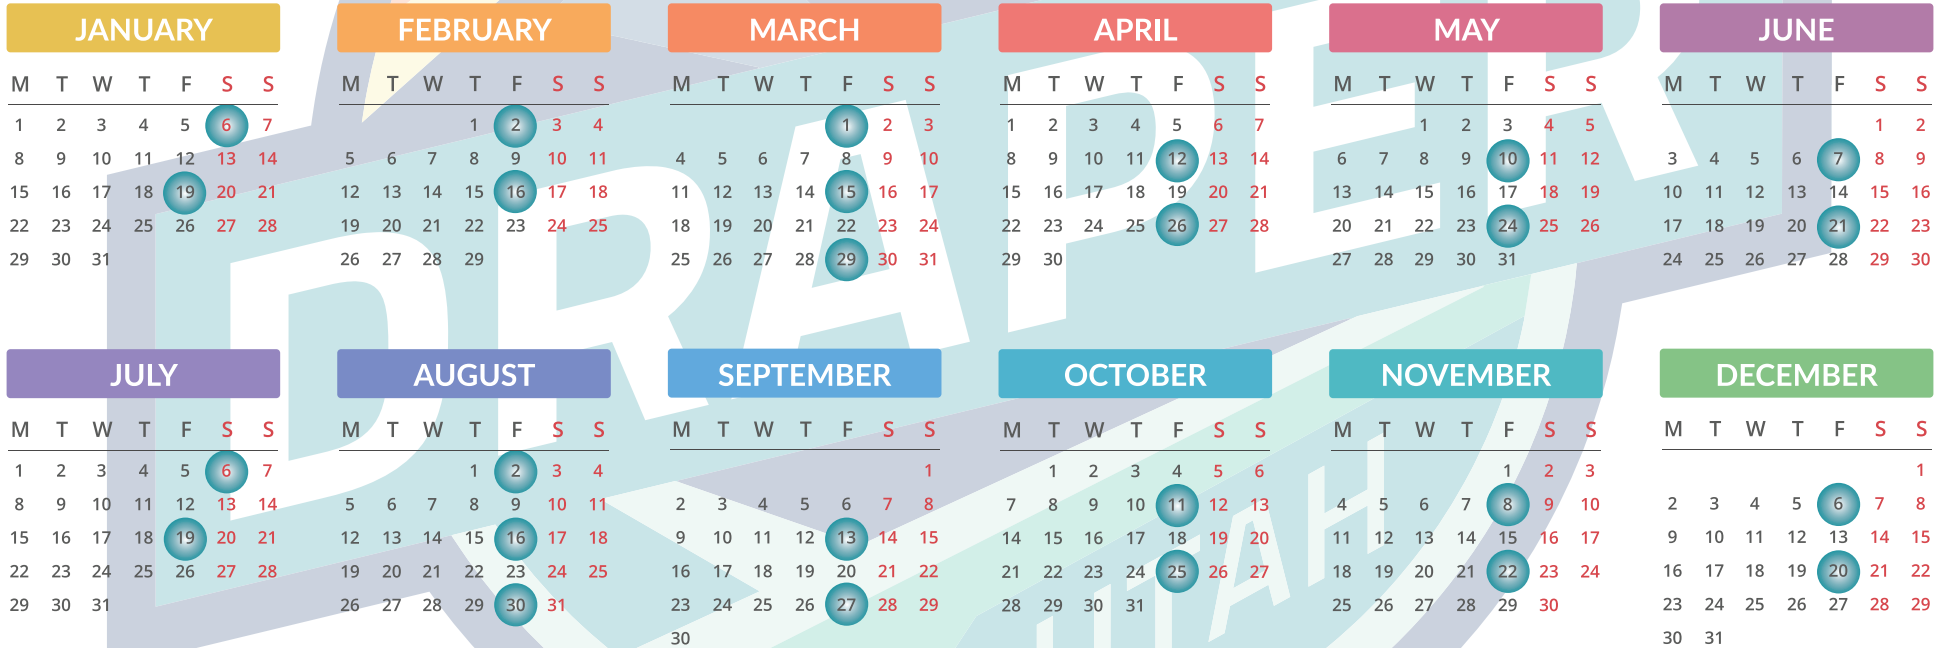 JANUARY
M T W T F S S
1 2 3 4 5 6 7
8 9 10 11 12 13 14
15 16 17 18 19 20 21
22 23 24 25 26 27 28
29 30 31
FEBRUARY
M T W T F S S
1 2 3 4
5 6 7 8 9 10 11
12 13 14 15 16 17 18
19 20 21 22 23 24 25
26 27 28 29
MARCH
M T W T F S S
1 2 3
4 5 6 7 8 9 10
11 12 13 14 15 16 17
18 19 20 21 22 23 24
25 26 27 28 29 30 31
APRIL
M T W T F S S
1 2 3 4 5 6 7
8 9 10 11 12 13 14
15 16 17 18 19 20 21
22 23 24 25 26 27 28
29 30
MAY
M T W T F S S
1 2 3 4 5
6 7 8 9 10 11 12
13 14 15 16 17 18 19
20 21 22 23 24 25 26
27 28 29 30 31
JUNE
M T W T F S S
1 2
3 4 5 6 7 8 9
10 11 12 13 14 15 16
17 18 19 20 21 22 23
24 25 26 27 28 29 30
JULY
M T W T F S S
1 2 3 4 5 6 7
8 9 10 11 12 13 14
15 16 17 18 19 20 21
22 23 24 25 26 27 28
29 30 31
AUGUST
M T W T F S S
1 2 3 4
5 6 7 8 9 10 11
12 13 14 15 16 17 18
19 20 21 22 23 24 25
26 27 28 29 30 31
SEPTEMBER
M T W T F S S
1
2 3 4 5 6 7 8
9 10 11 12 13 14 15
16 17 18 19 20 21 22
23 24 25 26 27 28 29
30
OCTOBER
M T W T F S S
1 2 3 4 5 6
7 8 9 10 11 12 13
14 15 16 17 18 19 20
21 22 23 24 25 26 27
28 29 30 31
NOVEMBER
M T W T F S S
1 2 3
4 5 6 7 8 9 10
11 12 13 14 15 16 17
18 19 20 21 22 23 24
25 26 27 28 29 30
DECEMBER
M T W T F S S
1
2 3 4 5 6 7 8
9 10 11 12 13 14 15
16 17 18 19 20 21 22
23 24 25 26 27 28 29
30 31
DRAPER
UTAH